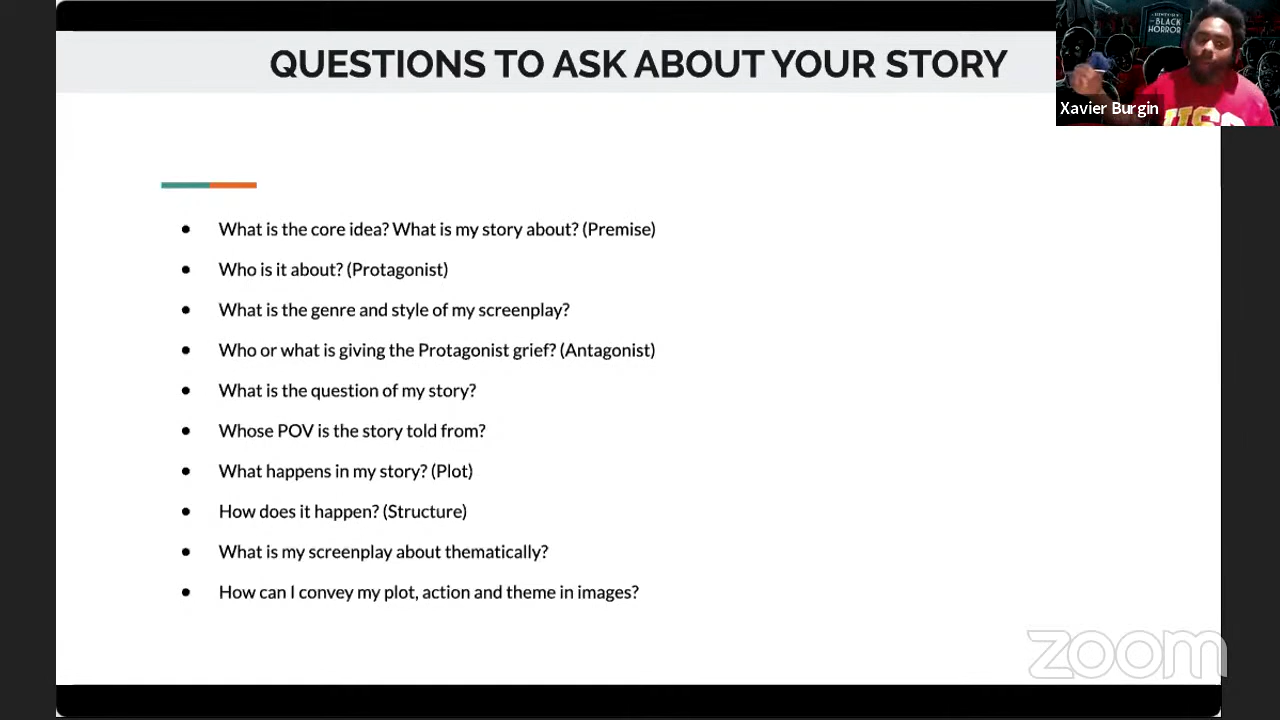 QUESTIONS TO ASK ABOUT YOUR STORY
BLACK
HORROR
Xavier Burgin
What is the core idea? What is my story about? (Premise)
Who is it about? (Protagonist)
What is the genre and style of my screenplay?
Who or what is giving the Protagonist grief? (Antagonist)
What is the question of my story?
Whose POV is the story told from?
What happens in my story? (Plot)
How does it happen? (Structure)
What is my screenplay about thematically?
How can I convey my plot, action and theme in images?
zoom